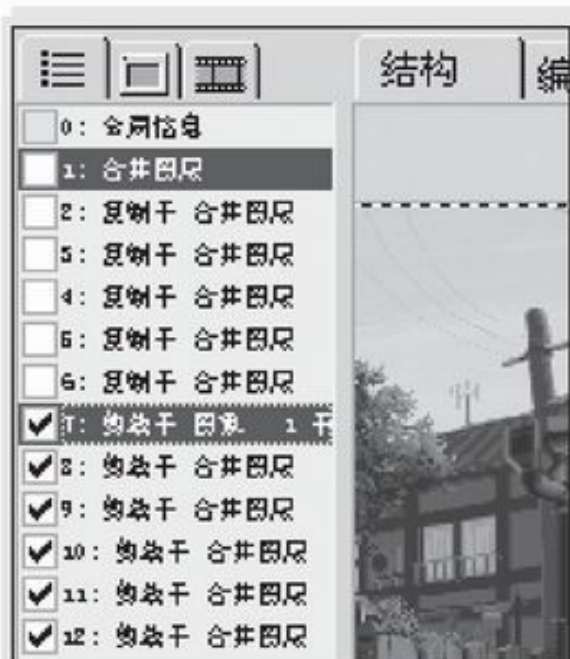 结构
0: 全局信息
1: 合并图层
2: 复制于 合并图层
3: 复制于 合并图层
4: 复制于 合并图层
5: 复制于 合并图层
6: 复制于 合并图层
7: 图象 1
8: 合并图层
9: 合并图层
10: 合并图层
11: 合并图层
12: 合并图层